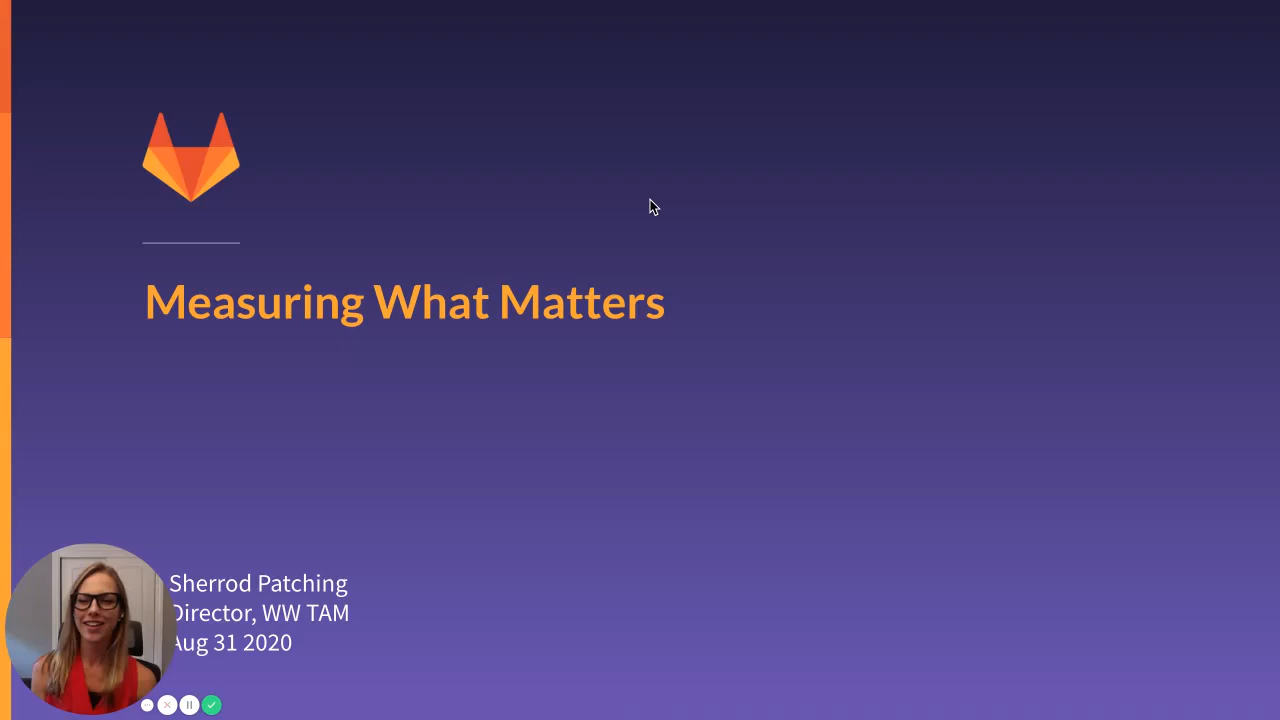 Measuring What Matters
Sherrod Patching
Director, WW TAM
Aug 31 2020